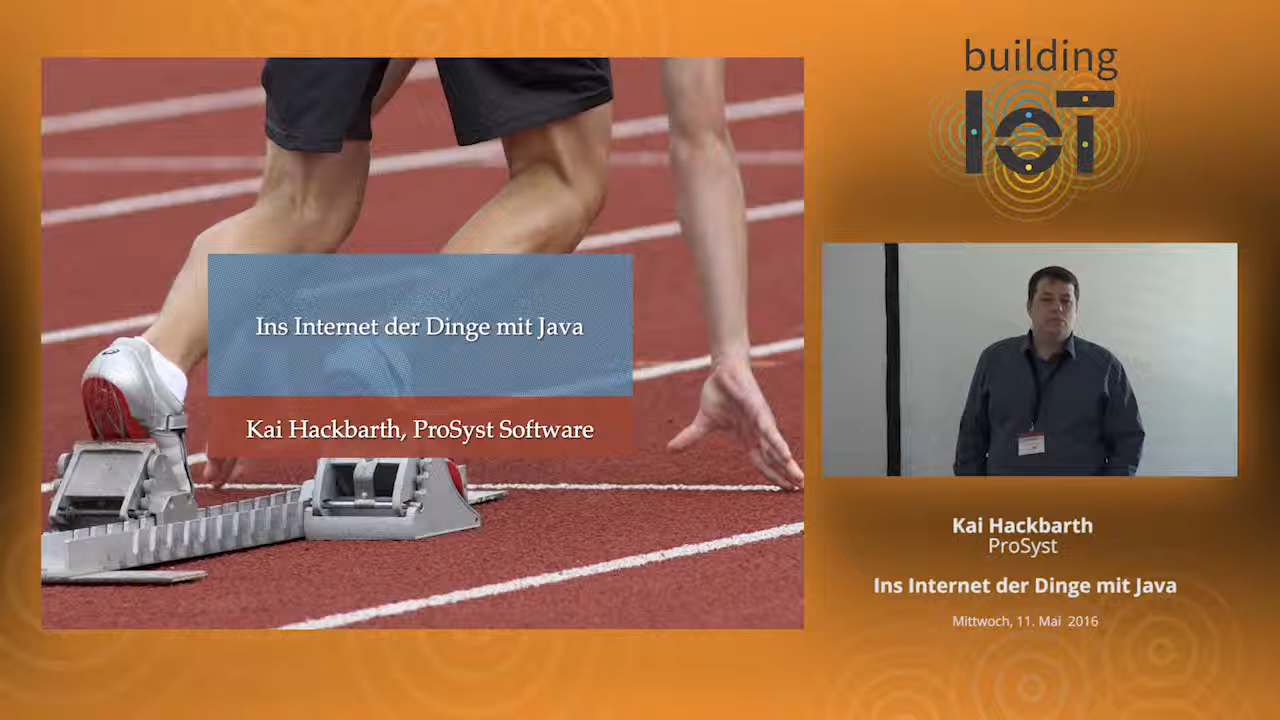 building
IoT
Ins Internet der Dinge mit Java
Kai Hackbarth, ProSyst Software
Kai Hackbarth
ProSyst
Ins Internet der Dinge mit Java
Mittwoch, 11. Mai 2016